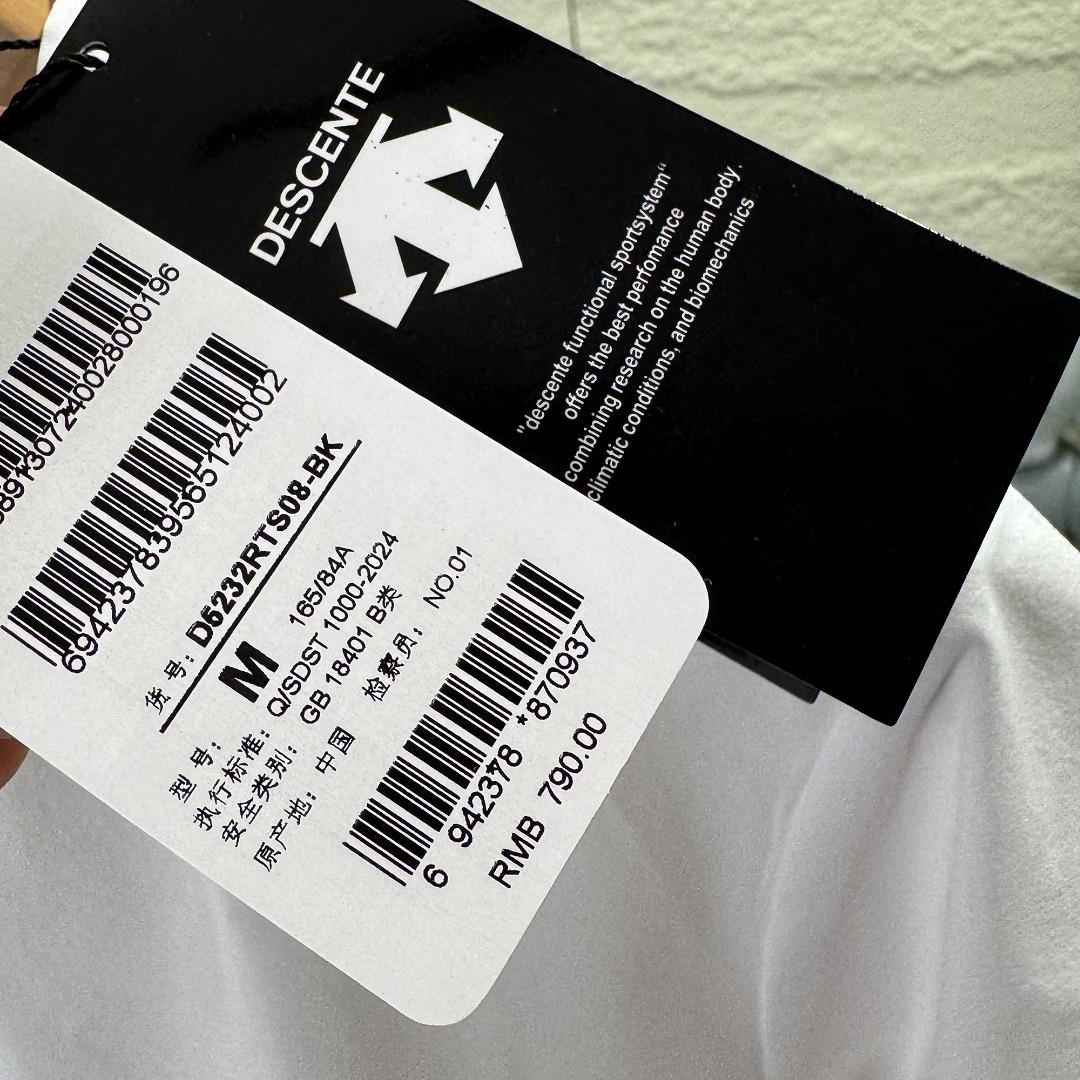 DESCENTE
"descente functional sportsystem"
offers the best perfomance
combining research on the human body.
climatic conditions, and biomechanics
6942378395651​24002
货号: D6232RTS08-BK
型号: M 165/84A
执行标准: Q/SDST 1000-2024
安全类别: GB 18401 B类
原产地: 中国 检察员: NO.01
6 942378 *870937
RMB 790.00